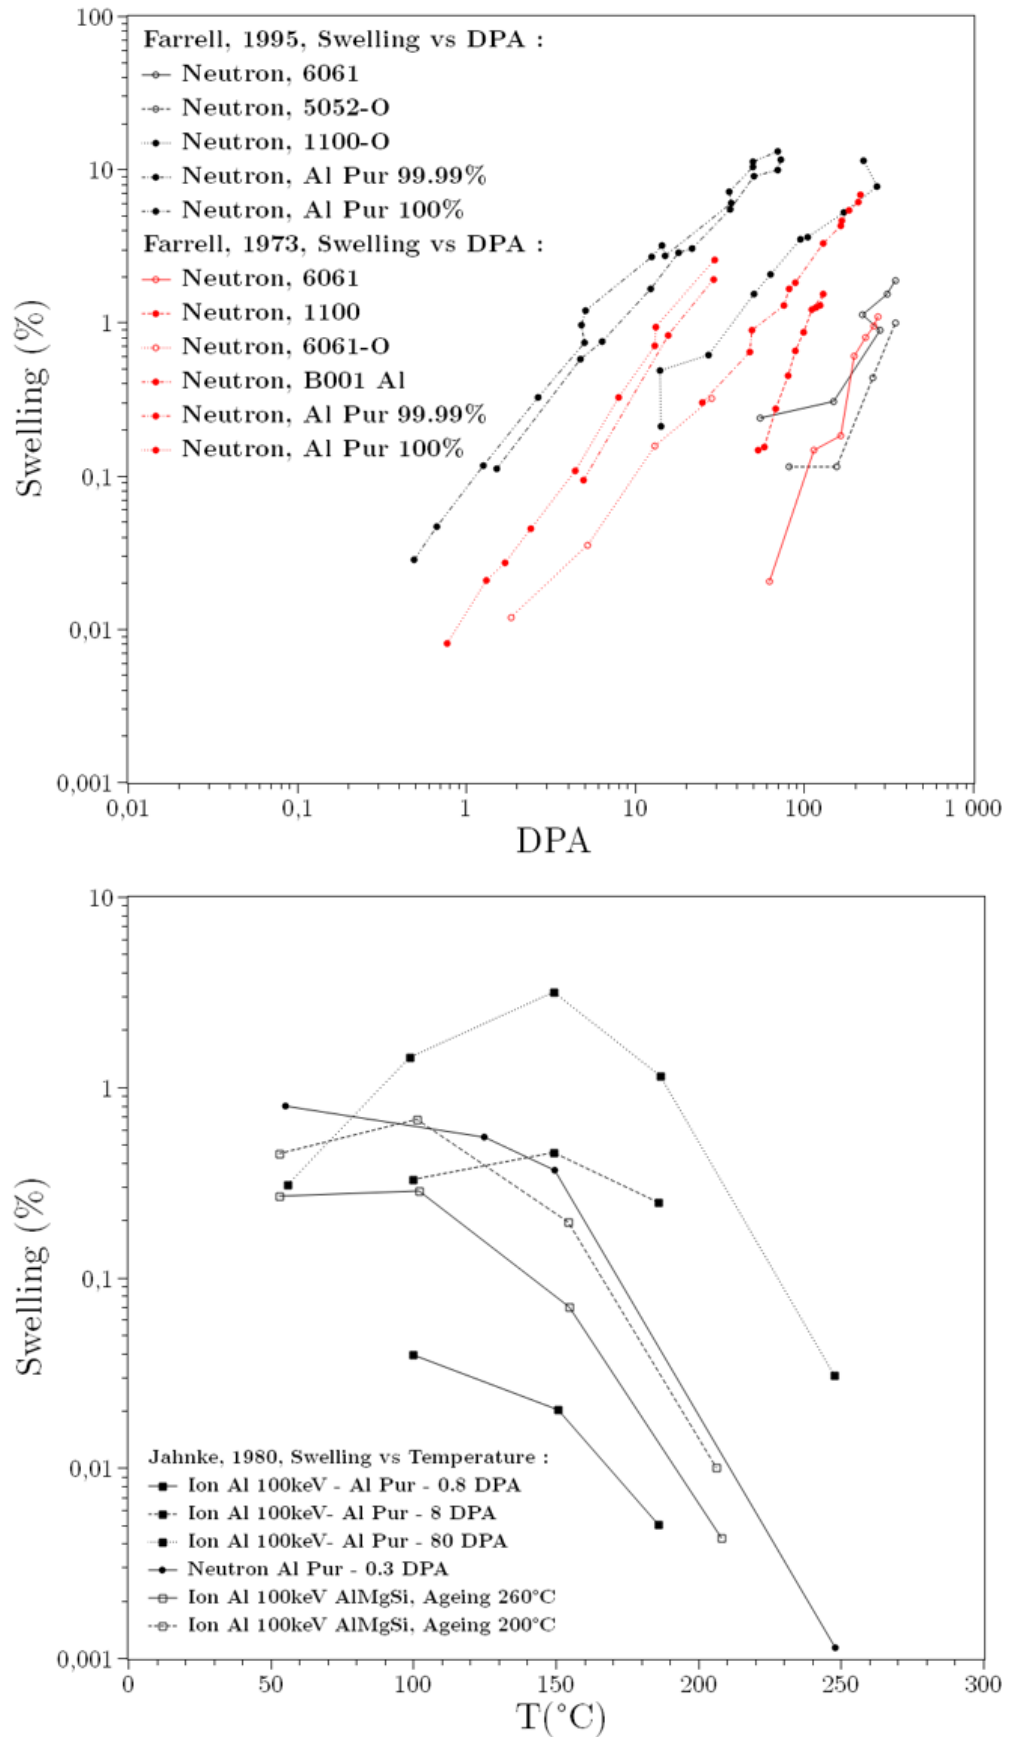 100
Farrell, 1995, Swelling vs DPA :
Neutron, 6061
Neutron, 5052-O
Neutron, 1100-O
10
Neutron, Al Pur 99.99%
Neutron, Al Pur 100%
Farrell, 1973, Swelling vs DPA :
Neutron, 6061
Neutron, 1100
1
Neutron, 6061-O
Neutron, B001 Al
Neutron, Al Pur 99.99%
Neutron, Al Pur 100%
0,1
0,01
0,001
Swelling (%)
0,01 0,1 1 10 100 1 000
DPA
10
1
0,1
0,01
0,001
Swelling (%)
Jahnke, 1980, Swelling vs Temperature :
Ion Al 100keV - Al Pur - 0.8 DPA
Ion Al 100keV- Al Pur - 8 DPA
Ion Al 100keV- Al Pur - 80 DPA
Neutron Al Pur - 0.3 DPA
Ion Al 100keV AlMgSi, Ageing 260°C
Ion Al 100keV AlMgSi, Ageing 200°C
0 50 100 150 200 250 300
T(°C)